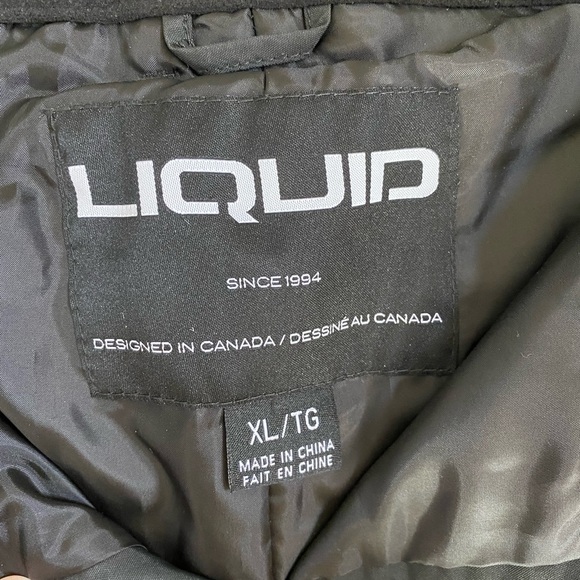 LIQUID
SINCE 1994
DESIGNED IN CANADA / DESSINÉ AU CANADA
XL/TG
MADE IN CHINA
FAIT EN CHINE